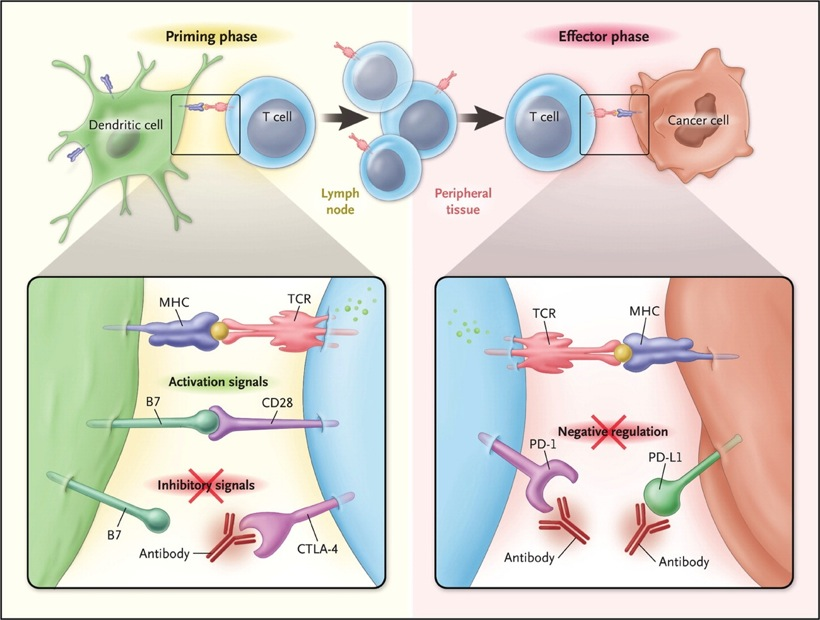 Priming phase
Effector phase
Dendritic cell
T cell
T cell
Cancer cell
Lymph
node
Peripheral
tissue
MHC
TCR
Activation signals
B7
CD28
Inhibitory signals
B7
Antibody
CTLA-4
TCR
MHC
Negative regulation
PD-1
PD-L1
Antibody
Antibody